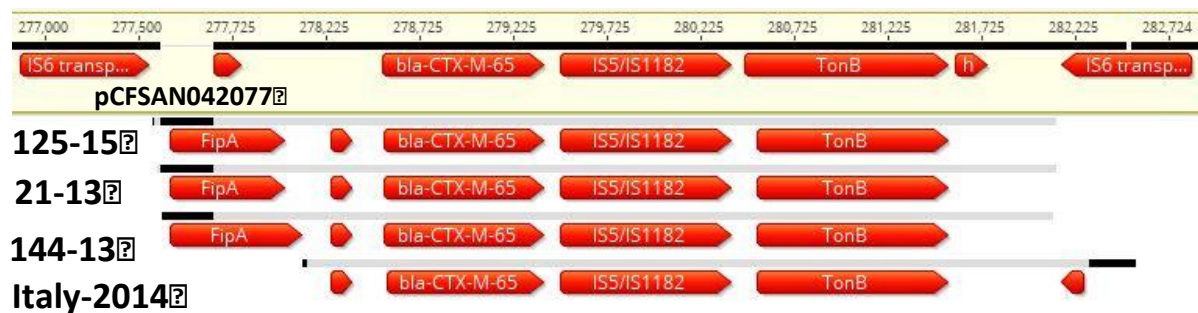 277,000 277,500 277,725 278,225 278,725 279,225 279,725 280,225 280,725 281,225 281,725 282,225 282,724
IS6 transp... bla-CTX-M-65 IS5/IS1182 TonB h IS6 transp...
pCFSAN042077⍰
125-15⍰ FipA bla-CTX-M-65 IS5/IS1182 TonB
21-13⍰ FipA bla-CTX-M-65 IS5/IS1182 TonB
144-13⍰ FipA bla-CTX-M-65 IS5/IS1182 TonB
Italy-2014⍰ bla-CTX-M-65 IS5/IS1182 TonB